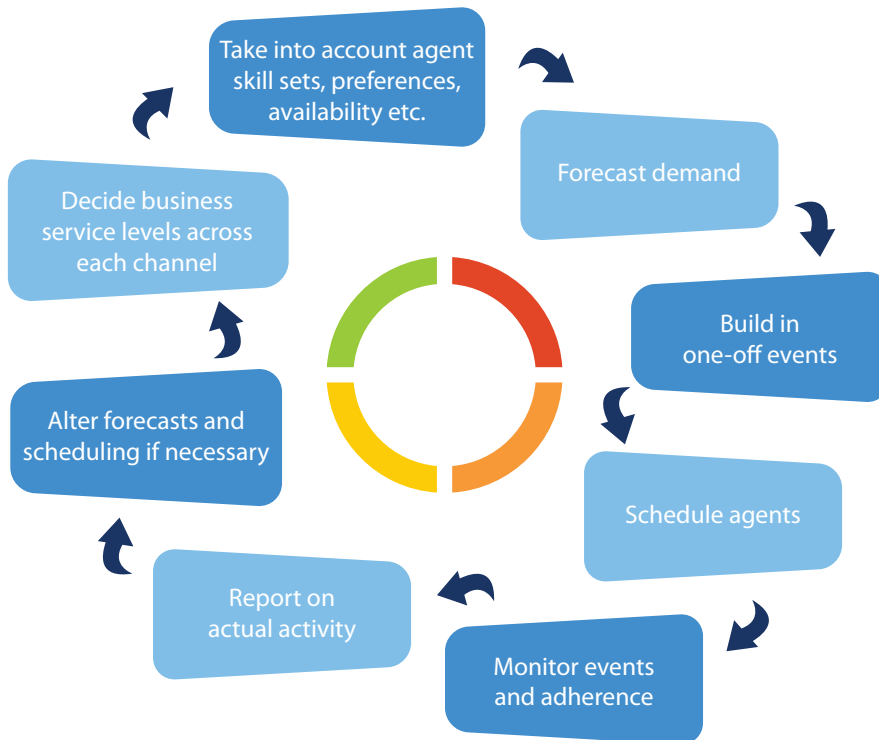 Take into account agent
skill sets, preferences,
availability etc.
Forecast demand
Build in
one-off events
Schedule agents
Monitor events
and adherence
Report on
actual activity
Alter forecasts and
scheduling if necessary
Decide business
service levels across
each channel